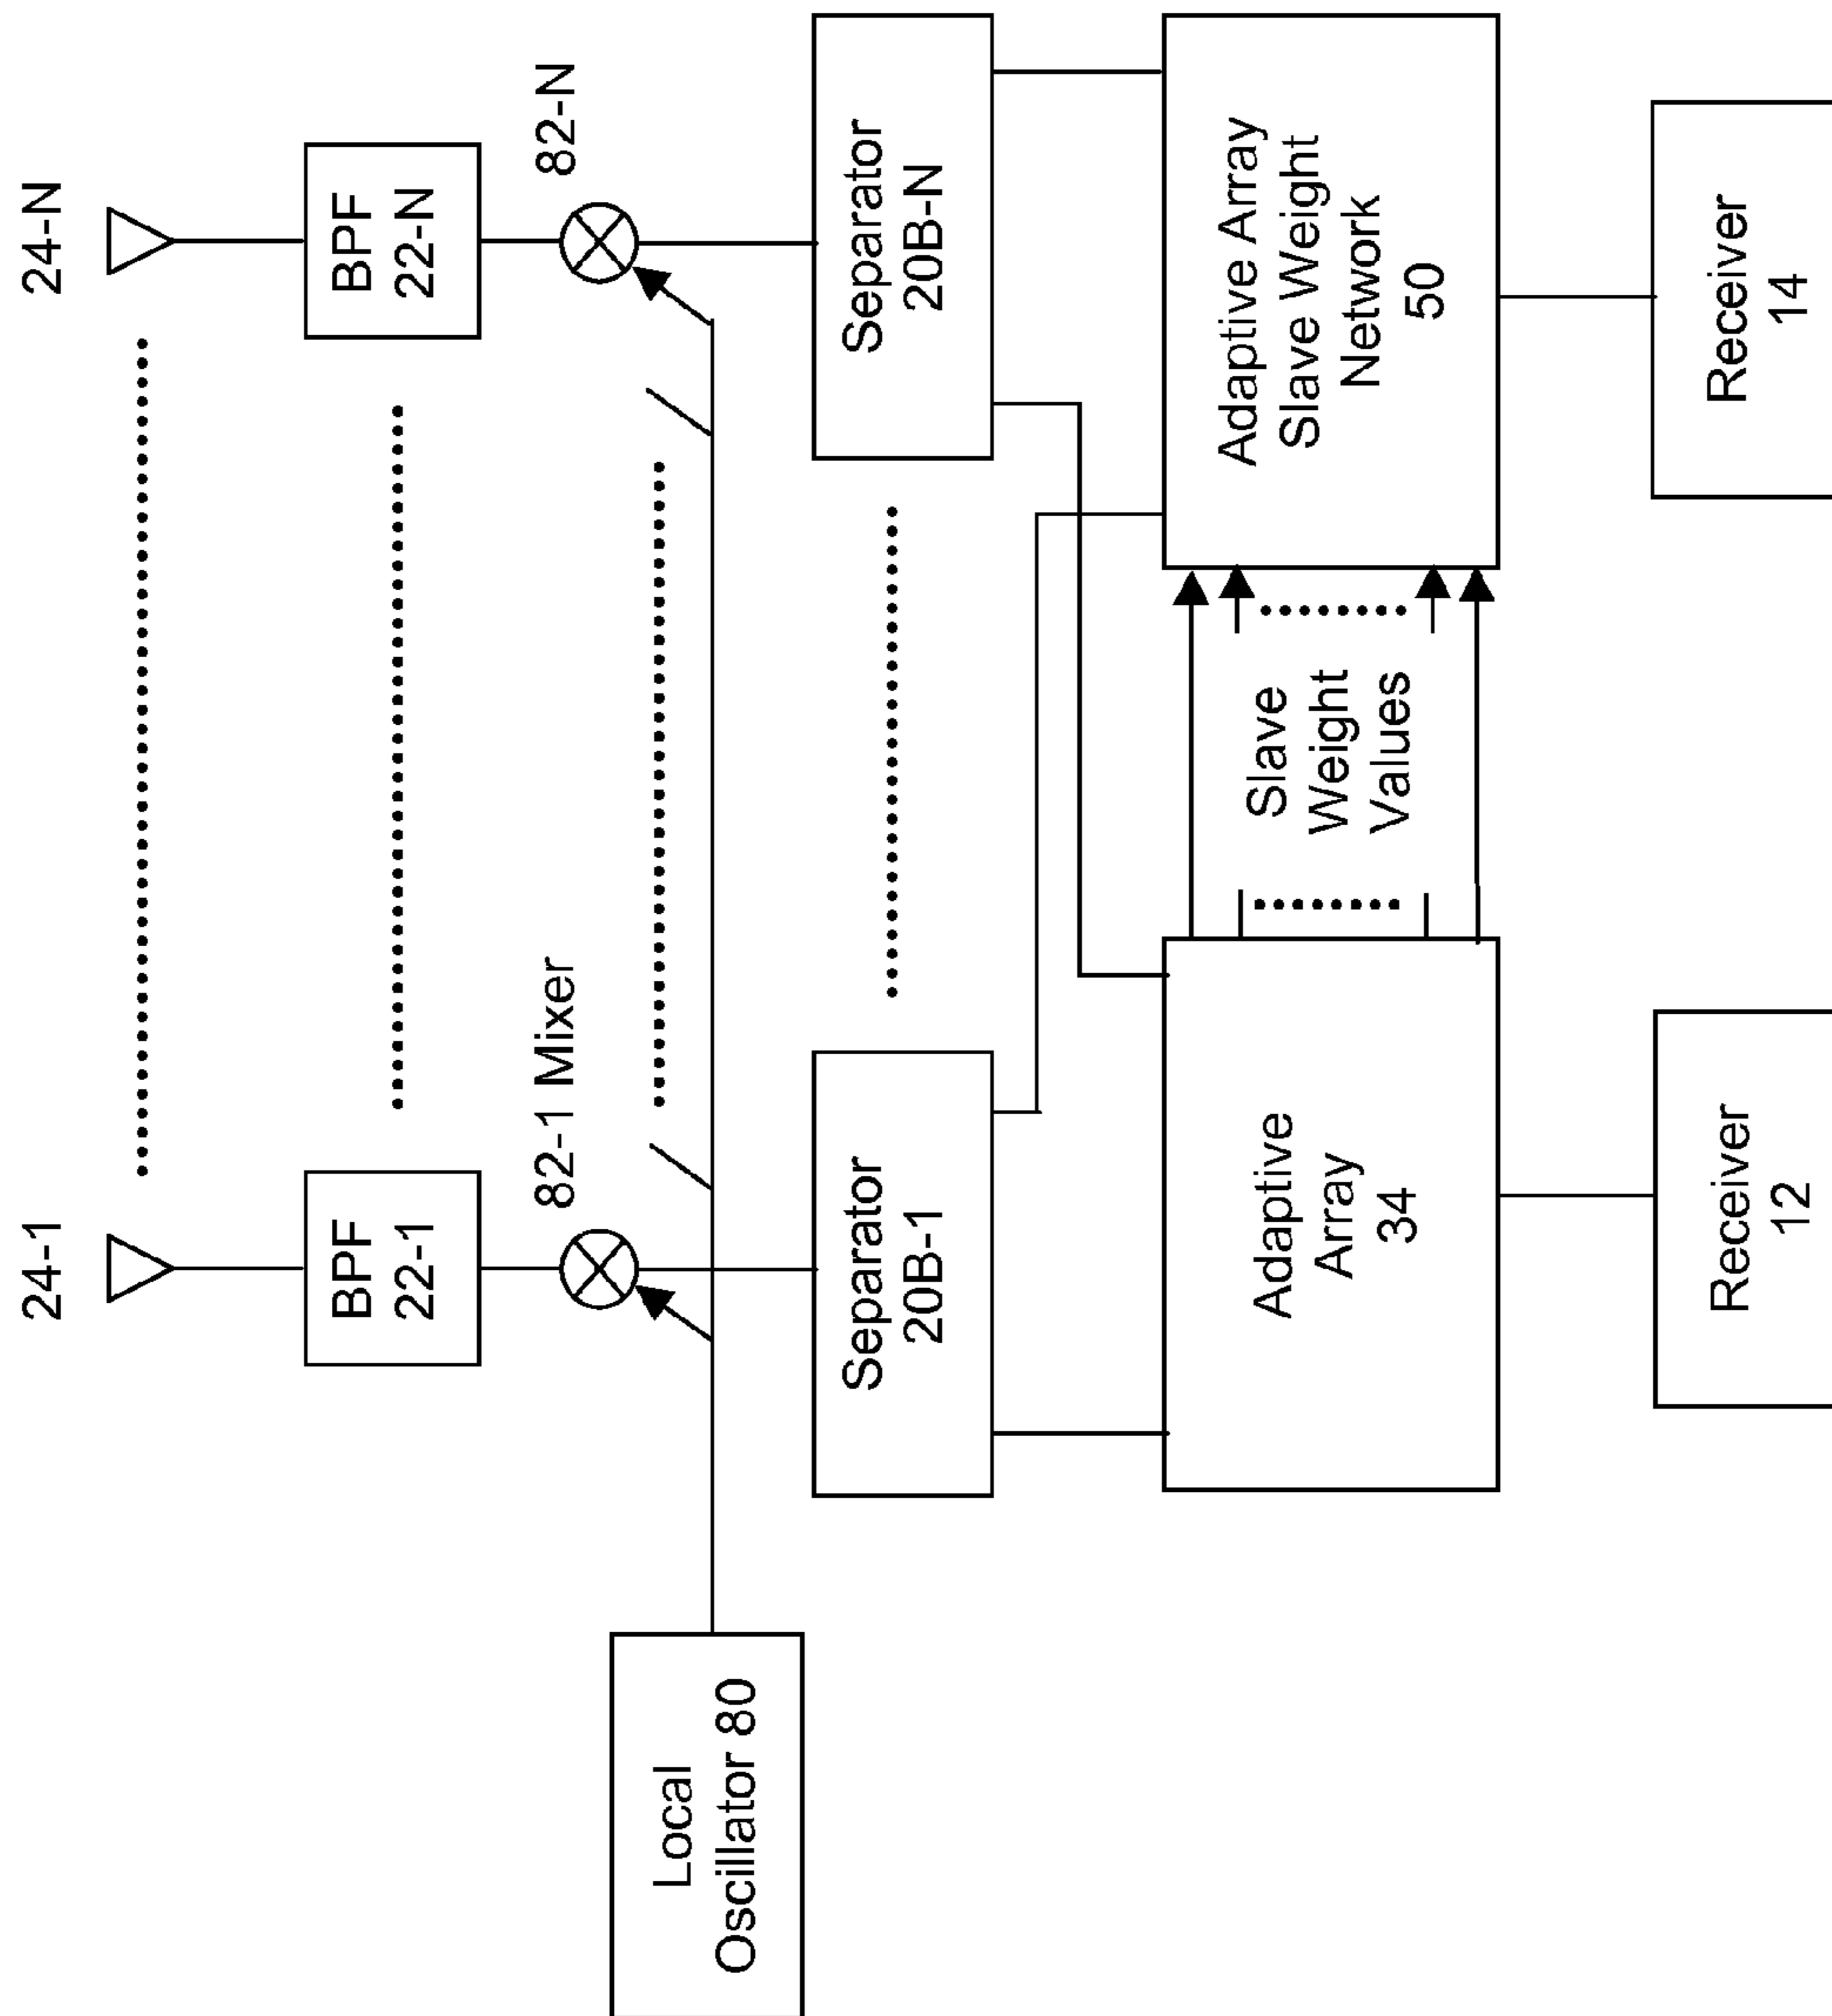 24-1
24-N
BPF
22-1
BPF
22-N
82-1 Mixer
82-N
Local
Oscillator 80
Separator
20B-1
Separator
20B-N
Adaptive
Array
34
Slave
Weight
Values
Adaptive Array
Slave Weight
Network
50
Receiver
12
Receiver
14